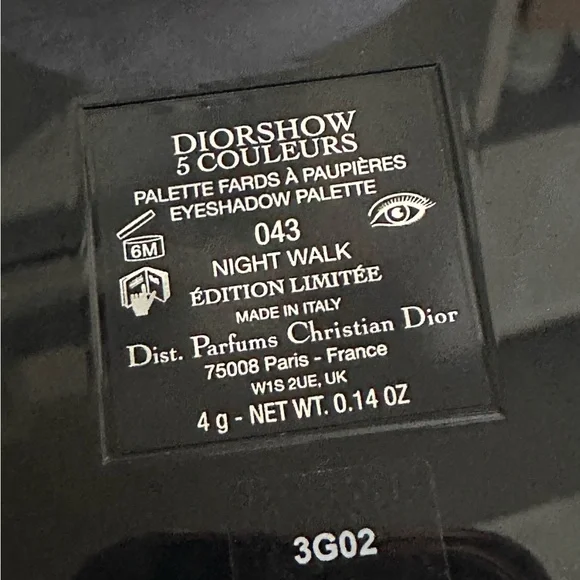 DIORSHOW
5 COULEURS
PALETTE FARDS À PAUPIÈRES
EYESHADOW PALETTE
6M
043
NIGHT WALK
ÉDITION LIMITÉE
MADE IN ITALY
Dist. Parfums Christian Dior
75008 Paris - France
W1S 2UE, UK
4 g - NET WT. 0.14 OZ
3G02